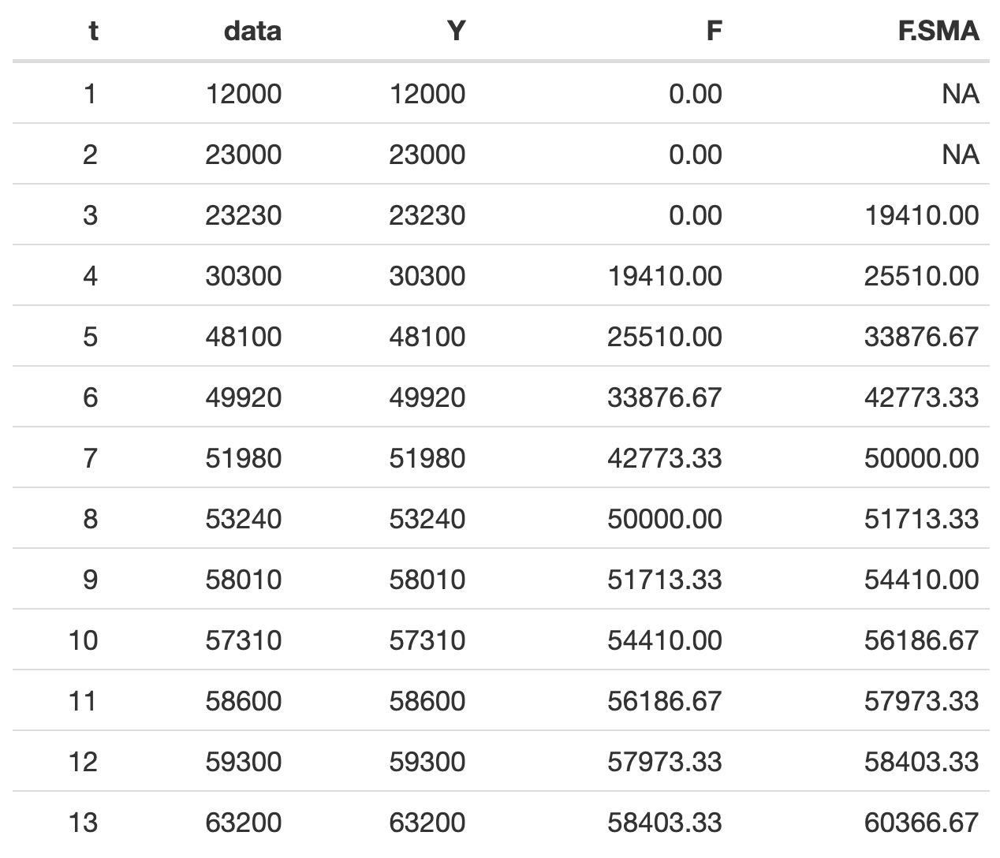 t data Y F F.SMA
1 12000 12000 0.00 NA
2 23000 23000 0.00 NA
3 23230 23230 0.00 19410.00
4 30300 30300 19410.00 25510.00
5 48100 48100 25510.00 33876.67
6 49920 49920 33876.67 42773.33
7 51980 51980 42773.33 50000.00
8 53240 53240 50000.00 51713.33
9 58010 58010 51713.33 54410.00
10 57310 57310 54410.00 56186.67
11 58600 58600 56186.67 57973.33
12 59300 59300 57973.33 58403.33
13 63200 63200 58403.33 60366.67